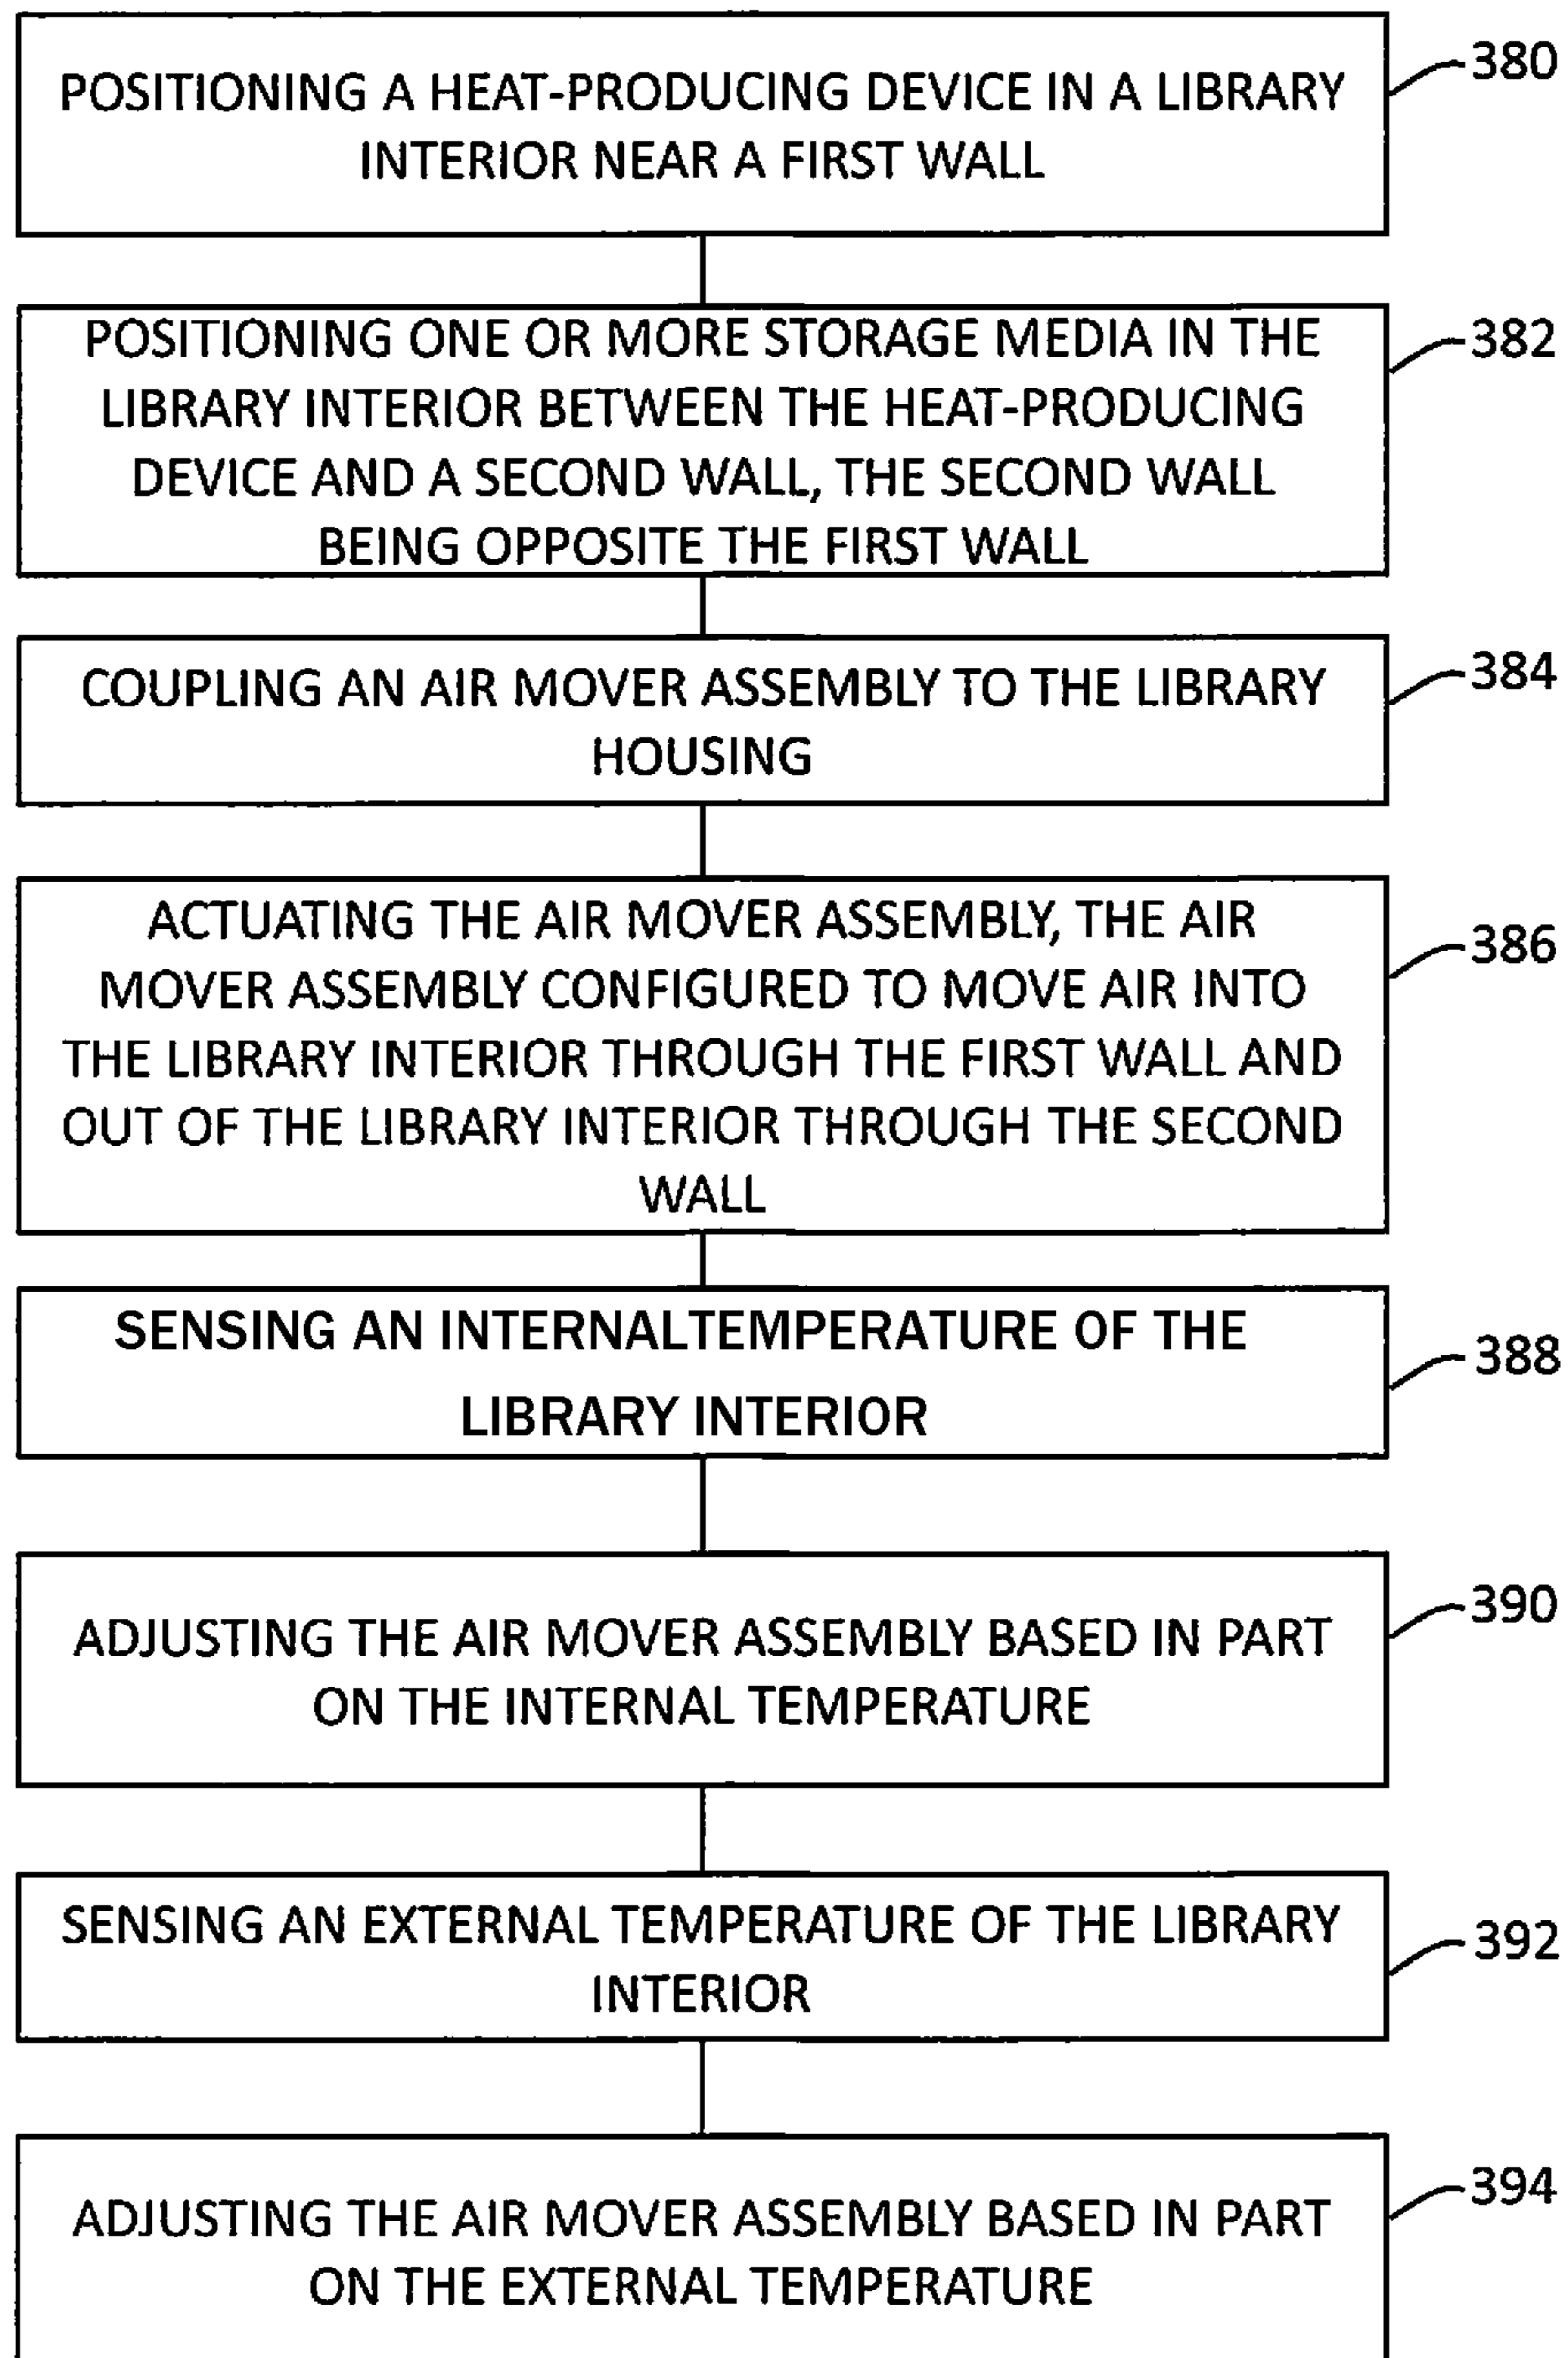 POSITIONING A HEAT-PRODUCING DEVICE IN A LIBRARY
INTERIOR NEAR A FIRST WALL
380
POSITIONING ONE OR MORE STORAGE MEDIA IN THE
LIBRARY INTERIOR BETWEEN THE HEAT-PRODUCING
DEVICE AND A SECOND WALL, THE SECOND WALL
BEING OPPOSITE THE FIRST WALL
382
COUPLING AN AIR MOVER ASSEMBLY TO THE LIBRARY
HOUSING
384
ACTUATING THE AIR MOVER ASSEMBLY, THE AIR
MOVER ASSEMBLY CONFIGURED TO MOVE AIR INTO
THE LIBRARY INTERIOR THROUGH THE FIRST WALL AND
OUT OF THE LIBRARY INTERIOR THROUGH THE SECOND
WALL
386
SENSING AN INTERNALTEMPERATURE OF THE
LIBRARY INTERIOR
388
ADJUSTING THE AIR MOVER ASSEMBLY BASED IN PART
ON THE INTERNAL TEMPERATURE
390
SENSING AN EXTERNAL TEMPERATURE OF THE LIBRARY
INTERIOR
392
ADJUSTING THE AIR MOVER ASSEMBLY BASED IN PART
ON THE EXTERNAL TEMPERATURE
394